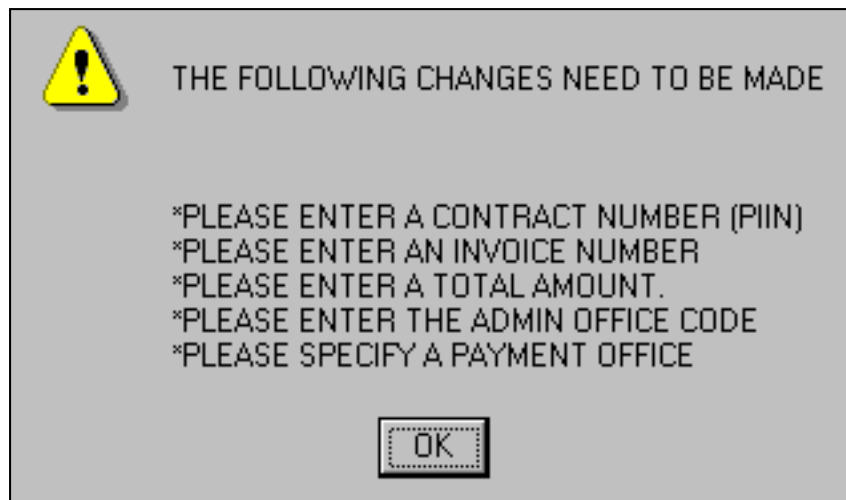 THE FOLLOWING CHANGES NEED TO BE MADE
*PLEASE ENTER A CONTRACT NUMBER (PIIN)
*PLEASE ENTER AN INVOICE NUMBER
*PLEASE ENTER A TOTAL AMOUNT.
*PLEASE ENTER THE ADMIN OFFICE CODE
*PLEASE SPECIFY A PAYMENT OFFICE
OK